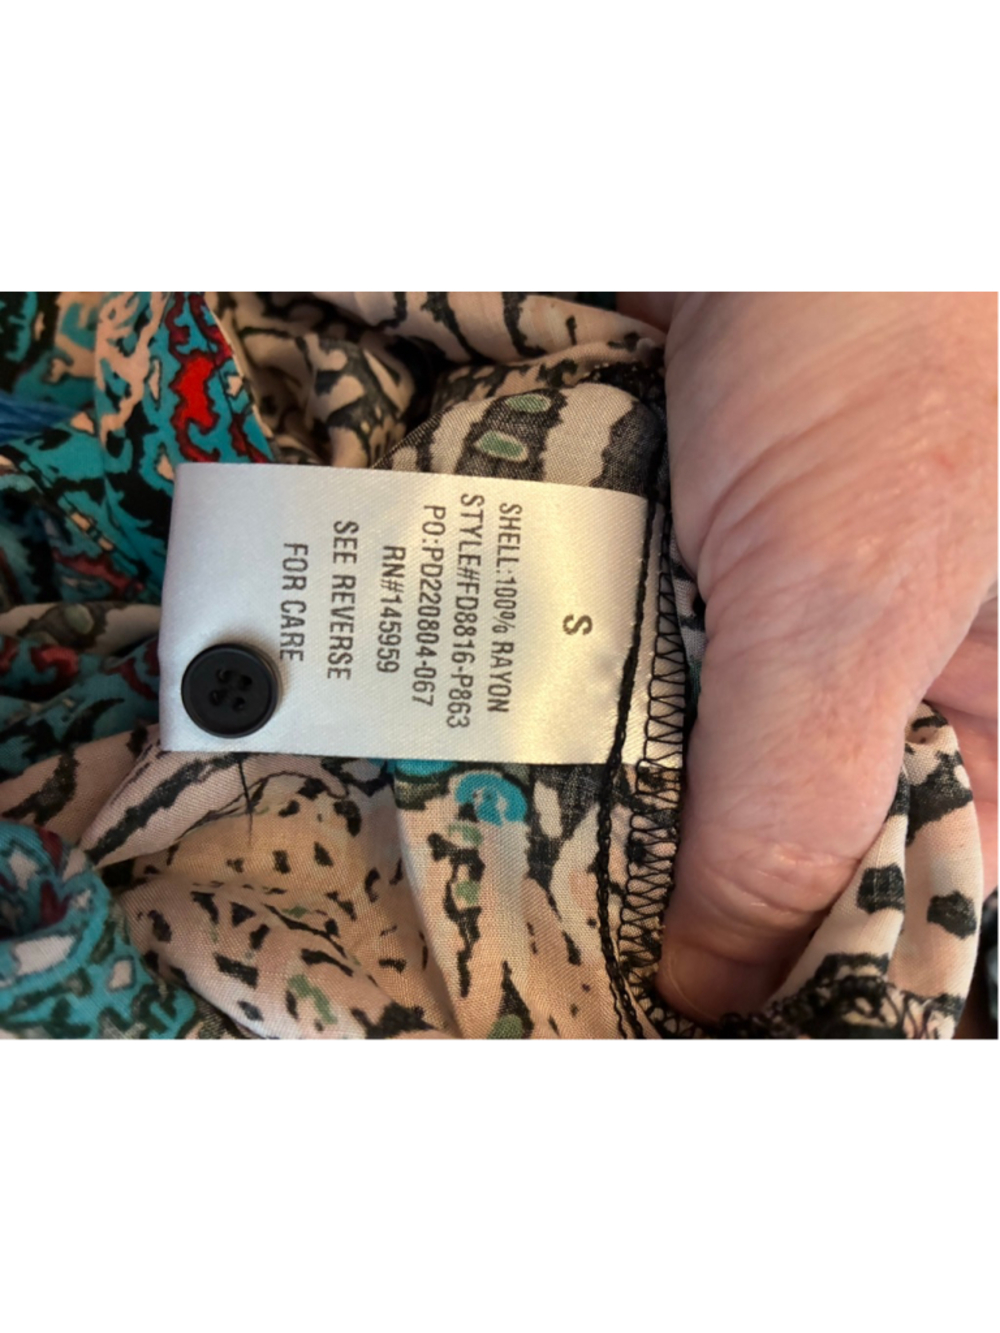 S
SHELL:100% RAYON
STYLE#FD8816-P863
PO:PD220804-067
RN#145959
SEE REVERSE
FOR CARE